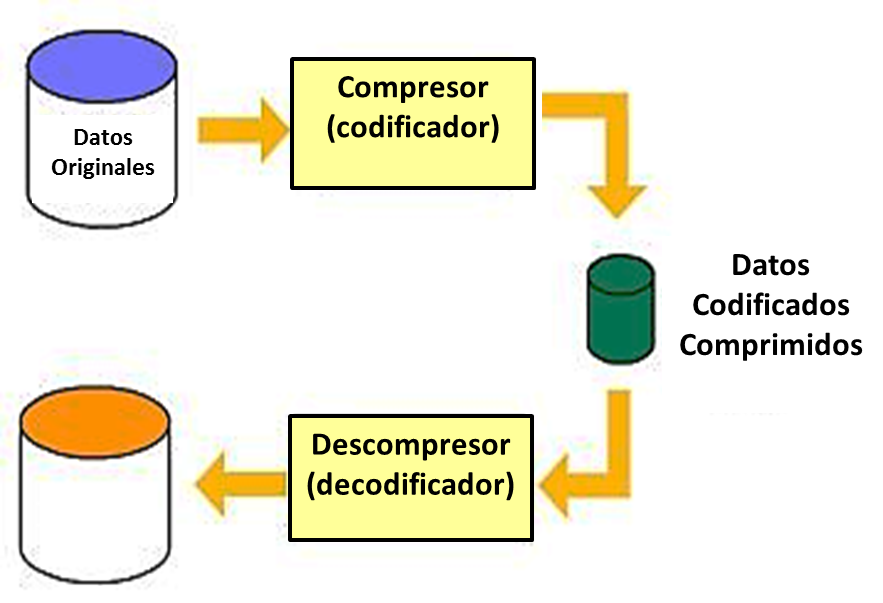 Datos
Originales
Compresor
(codificador)
Datos
Codificados
Comprimidos
Descompresor
(decodificador)